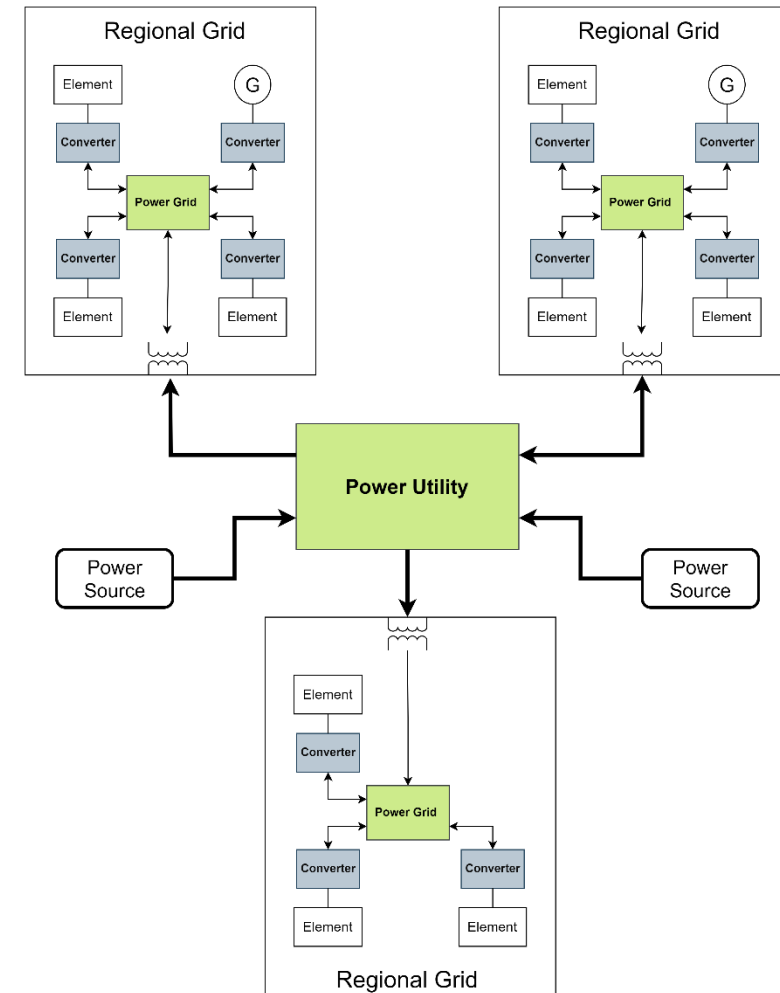 Regional Grid
Element
G
Converter
Converter
Power Grid
Converter
Converter
Element
Element
Regional Grid
Element
G
Converter
Converter
Power Grid
Converter
Converter
Element
Element
Power Utility
Power
Source
Power
Source
Element
Converter
Power Grid
Converter
Converter
Element
Element
Regional Grid